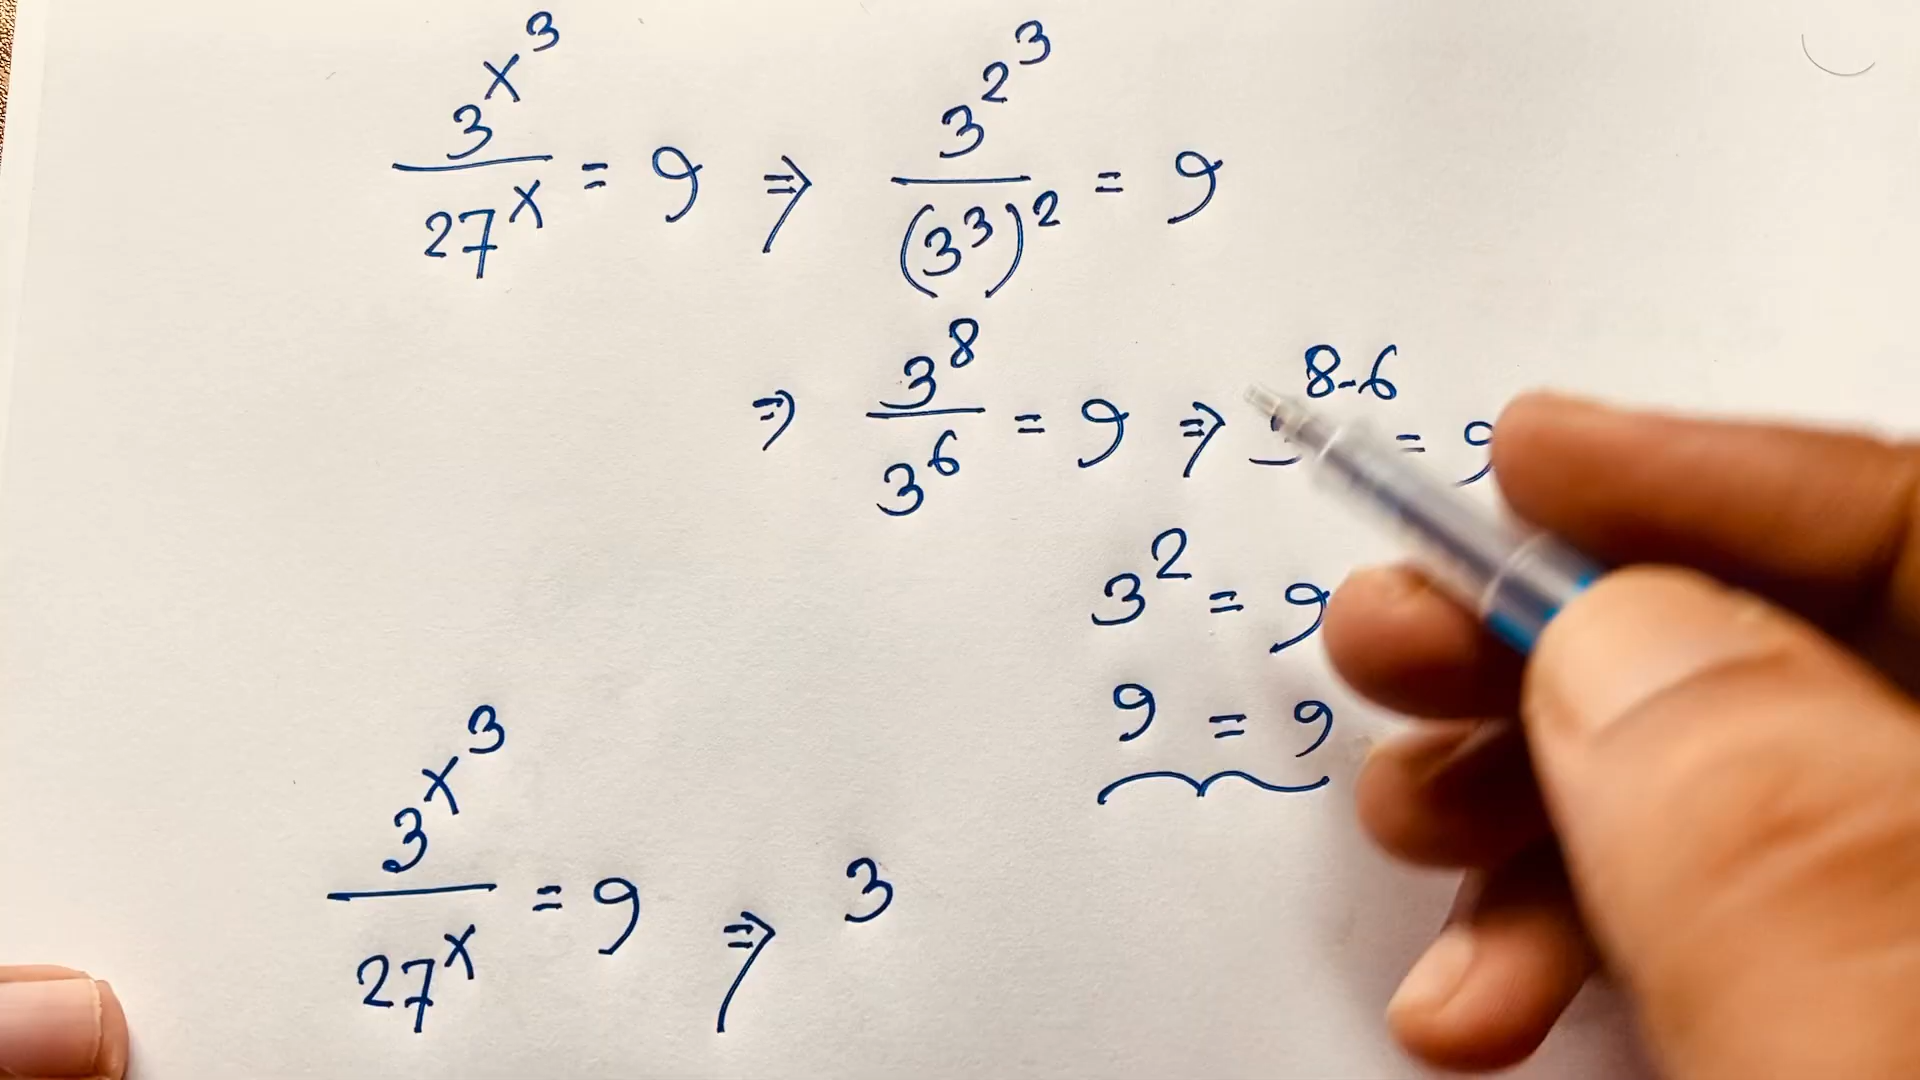 3^x^3 / 27^x = 9 ⇒ 3^2^3 / (3^3)^2 = 9
⇒ 3^8 / 3^6 = 9 ⇒ 3^8-6 = 9
3^2 = 9
9 = 9
3^x^3 / 27^x = 9 ⇒ 3